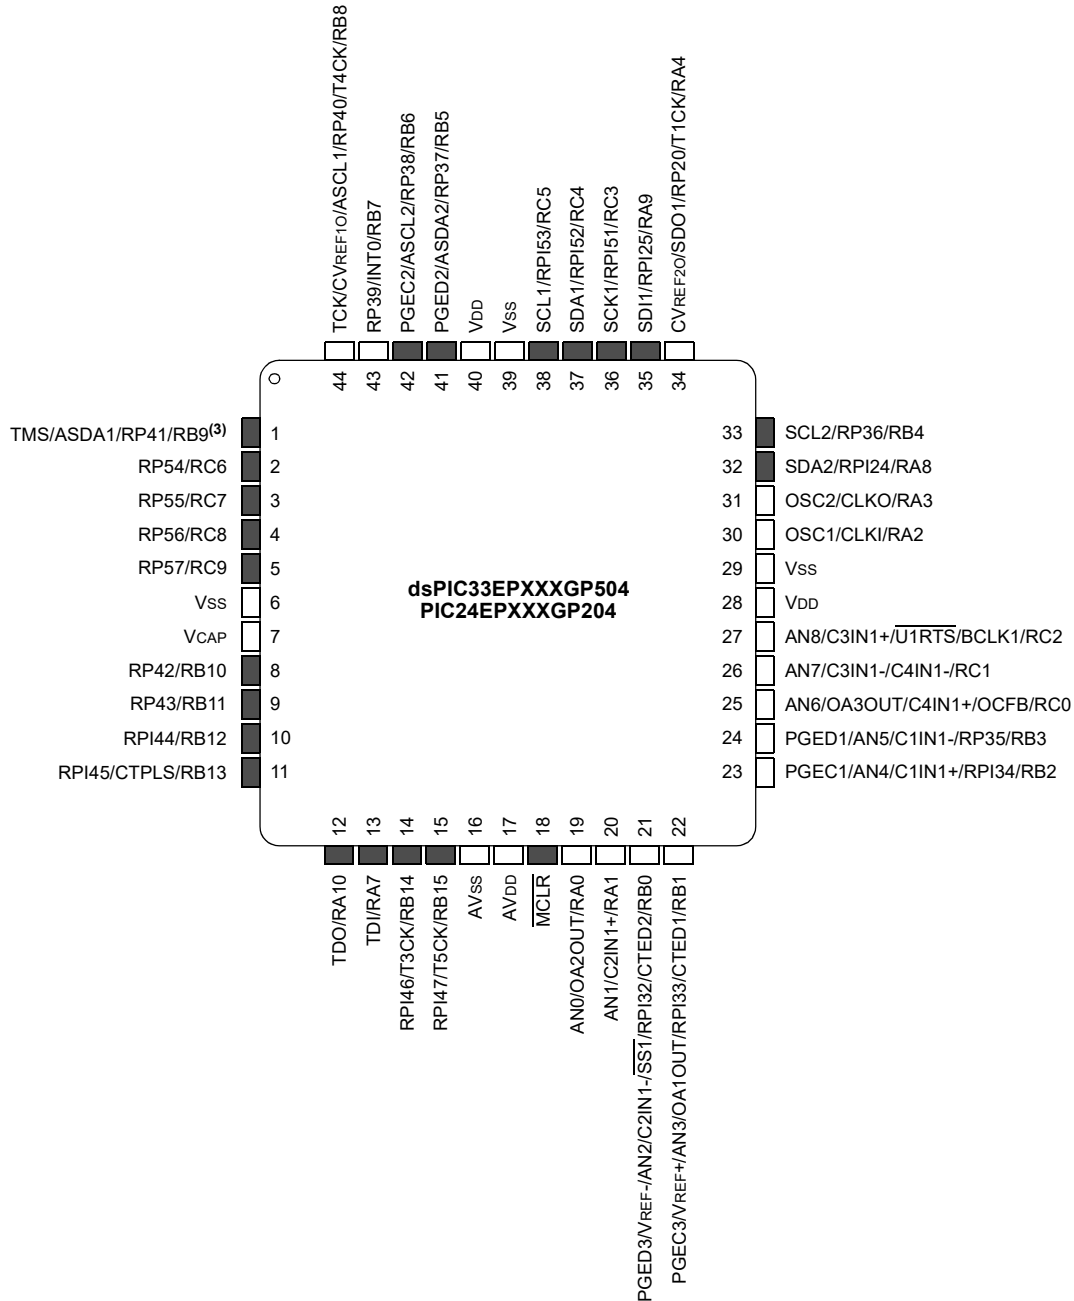 TCK/CVREF1O/ASCL1/RP40/T4CK/RB8
RP39/INT0/RB7
PGEC2/ASCL2/RP38/RB6
PGED2/ASDA2/RP37/RB5
VDD
VSS
SCL1/RPI53/RC5
SDA1/RPI52/RC4
SCK1/RPI51/RC3
SDI1/RPI25/RA9
CVREF2O/SDO1/RP20/T1CK/RA4
44
43
42
41
40
39
38
37
36
35
34
TMS/ASDA1/RP41/RB9(3) 1
RP54/RC6 2
RP55/RC7 3
RP56/RC8 4
RP57/RC9 5
VSS 6
VCAP 7
RP42/RB10 8
RP43/RB11 9
RPI44/RB12 10
RPI45/CTPLS/RB13 11
dsPIC33EPXXXGP504
PIC24EPXXXGP204
33 SCL2/RP36/RB4
32 SDA2/RPI24/RA8
31 OSC2/CLKO/RA3
30 OSC1/CLKI/RA2
29 VSS
28 VDD
27 AN8/C3IN1+/U1RTS/BCLK1/RC2
26 AN7/C3IN1-/C4IN1-/RC1
25 AN6/OA3OUT/C4IN1+/OCFB/RC0
24 PGED1/AN5/C1IN1-/RP35/RB3
23 PGEC1/AN4/C1IN1+/RPI34/RB2
12
13
14
15
16
17
18
19
20
21
22
TDO/RA10
TDI/RA7
RPI46/T3CK/RB14
RPI47/T5CK/RB15
AVSS
AVDD
MCLR
AN0/OA2OUT/RA0
AN1/C2IN1+/RA1
PGED3/VREF-/AN2/C2IN1-/SS1/RPI32/CTED2/RB0
PGEC3/VREF+/AN3/OA1OUT/RPI33/CTED1/RB1